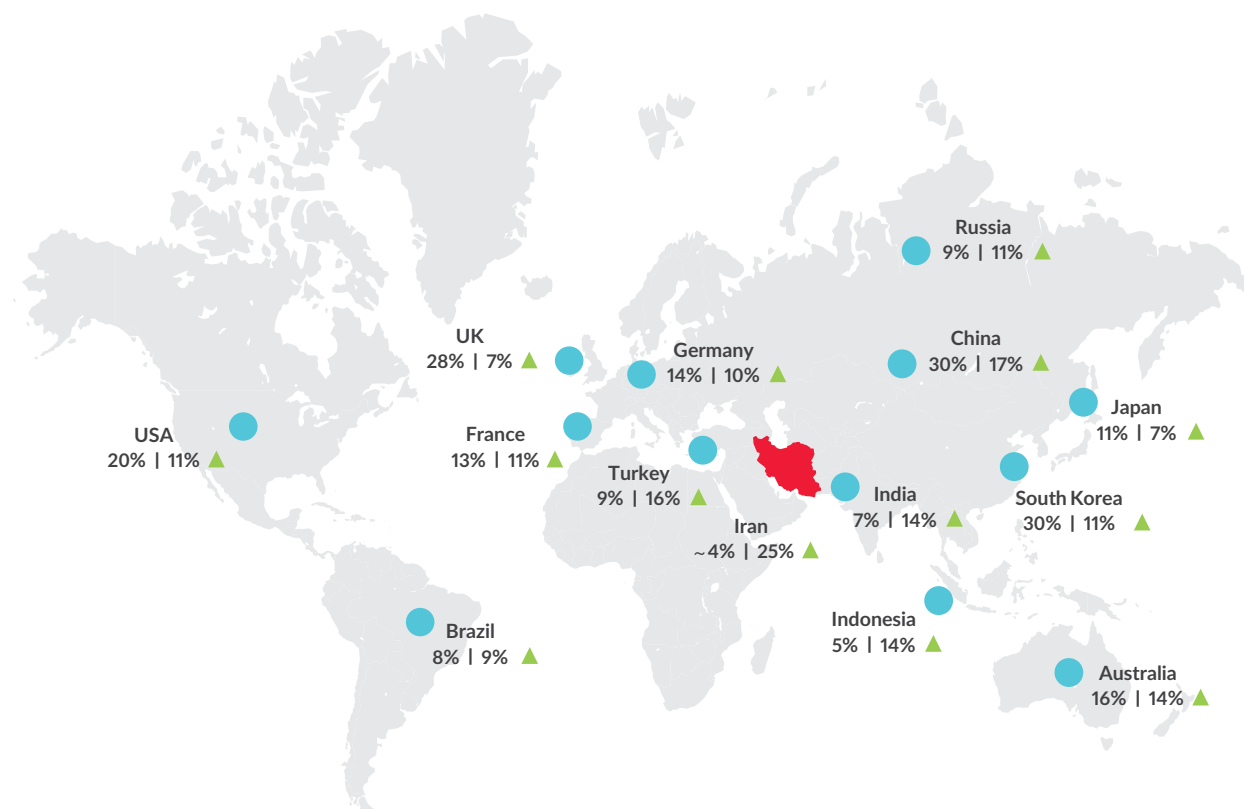 Russia
9% | 11%
UK
28% | 7%
China
30% | 17%
Germany
14% | 10%
Japan
11% | 7%
USA
20% | 11%
France
13% | 11%
Turkey
9% | 16%
India
7% | 14%
South Korea
30% | 11%
Iran
~4% | 25%
Indonesia
5% | 14%
Brazil
8% | 9%
Australia
16% | 14%